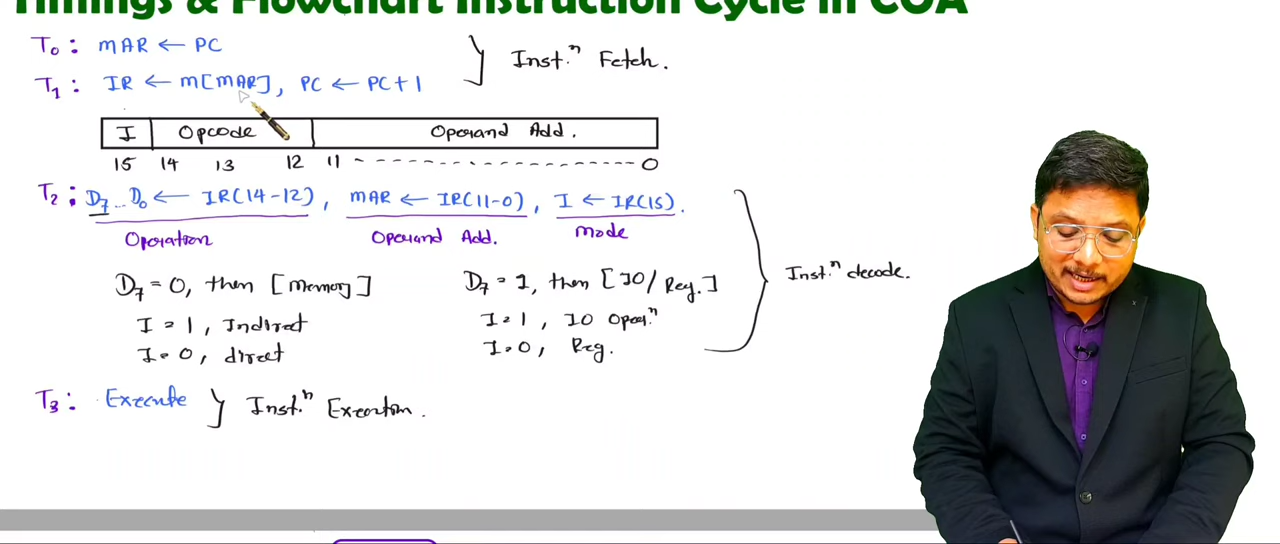 Timings & Flowchart Instruction Cycle in COA
T0 : MAR ← PC
T1 : IR ← M[MAR], PC ← PC+1
} Inst.n Fetch.
I Opcode Operand Add.
15 14 13 12 11 - - - - - - - - - - - - - - - - - - - 0
T2 : D7 ... D0 ← IR(14-12), MAR ← IR(11-0), I ← IR(15).
Operation Operand Add. Mode
D7 = 0, then [Memory] D7 = 1, then [IO/Reg.]
I = 1, Indirect I = 1, IO Oper.n
I = 0, direct I = 0, Reg.
} Inst.n decode.
T3 : Execute } Inst.n Execution.